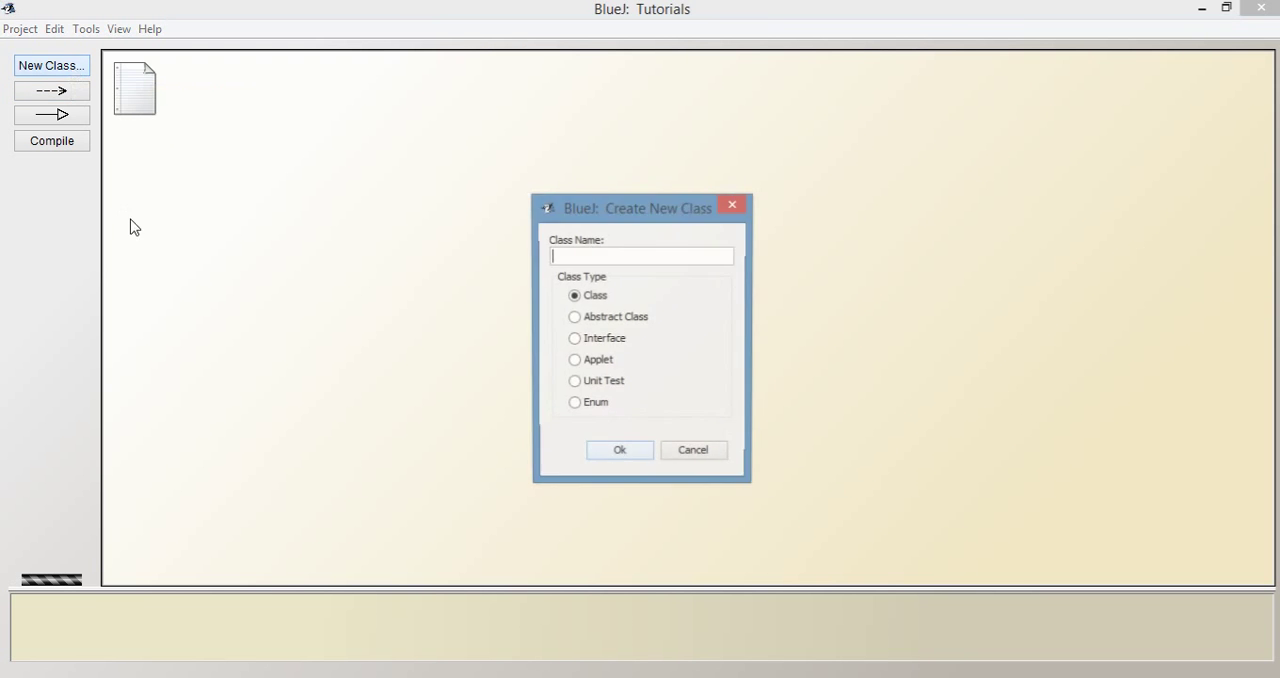 BlueJ: Tutorials
Project Edit Tools View Help
New Class...
Compile
BlueJ: Create New Class
Class Name:
Class Type
Class
Abstract Class
Interface
Applet
Unit Test
Enum
Ok Cancel